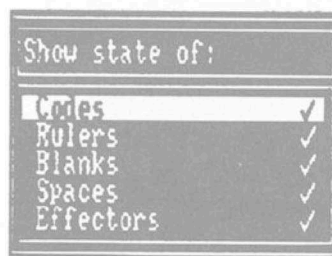 Show state of:
Codes ✓
Rulers ✓
Blanks ✓
Spaces ✓
Effectors ✓